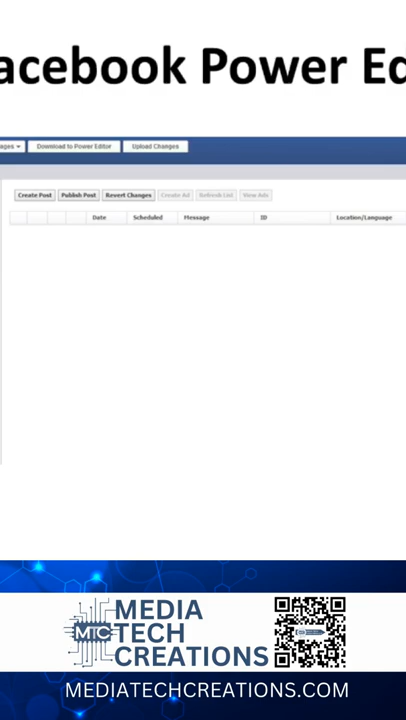 acebook Power Ed
ages
Download to Power Editor
Upload Changes
Create Post
Publish Post
Revert Changes
Create Ad
Refresh List
View Ads
Date
Scheduled
Message
ID
Location/Language
MTC
MEDIA
TECH
CREATIONS
MEDIATECHCREATIONS.COM